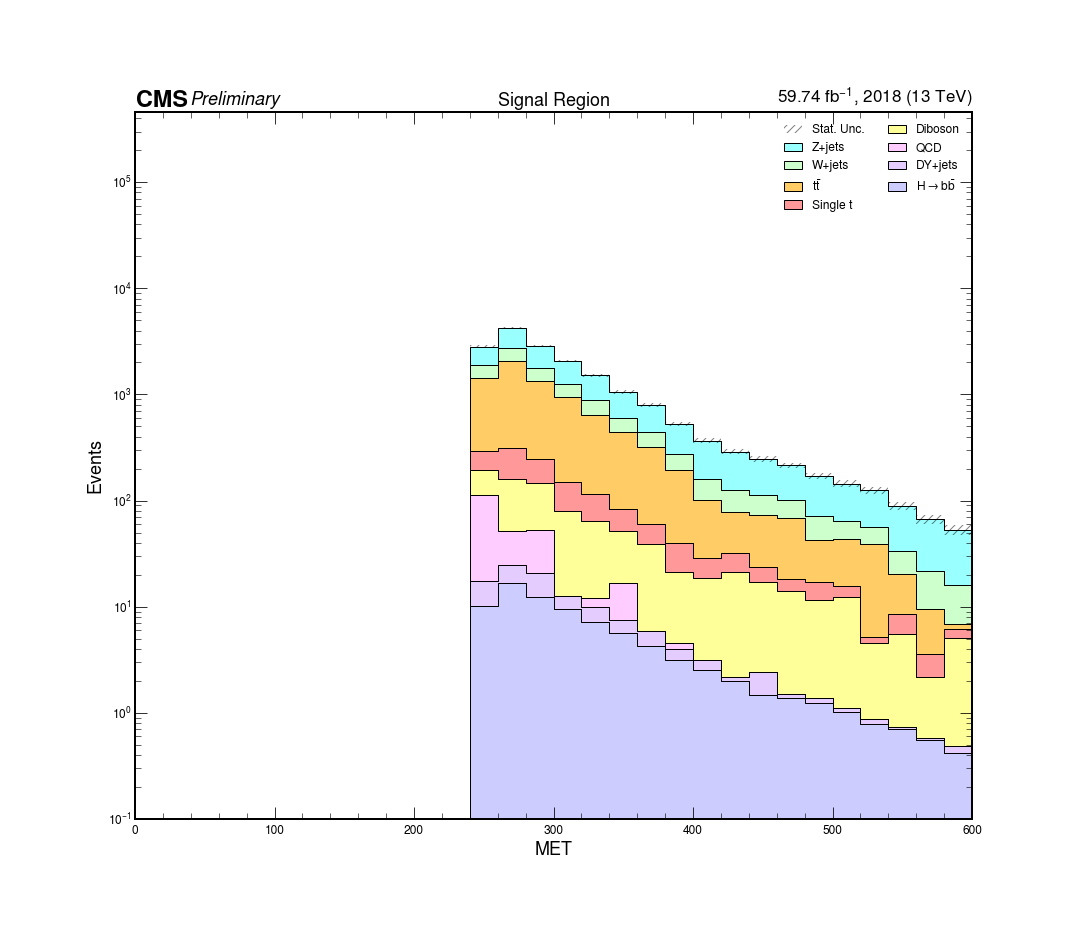 CMS Preliminary
Signal Region
59.74 fb⁻¹, 2018 (13 TeV)
Stat. Unc.
Z+jets
W+jets
tt̄
Single t
Diboson
QCD
DY+jets
H→bb̄
10⁵
10⁴
10³
10²
10¹
10⁰
10⁻¹
Events
0 100 200 300 400 500 600
MET